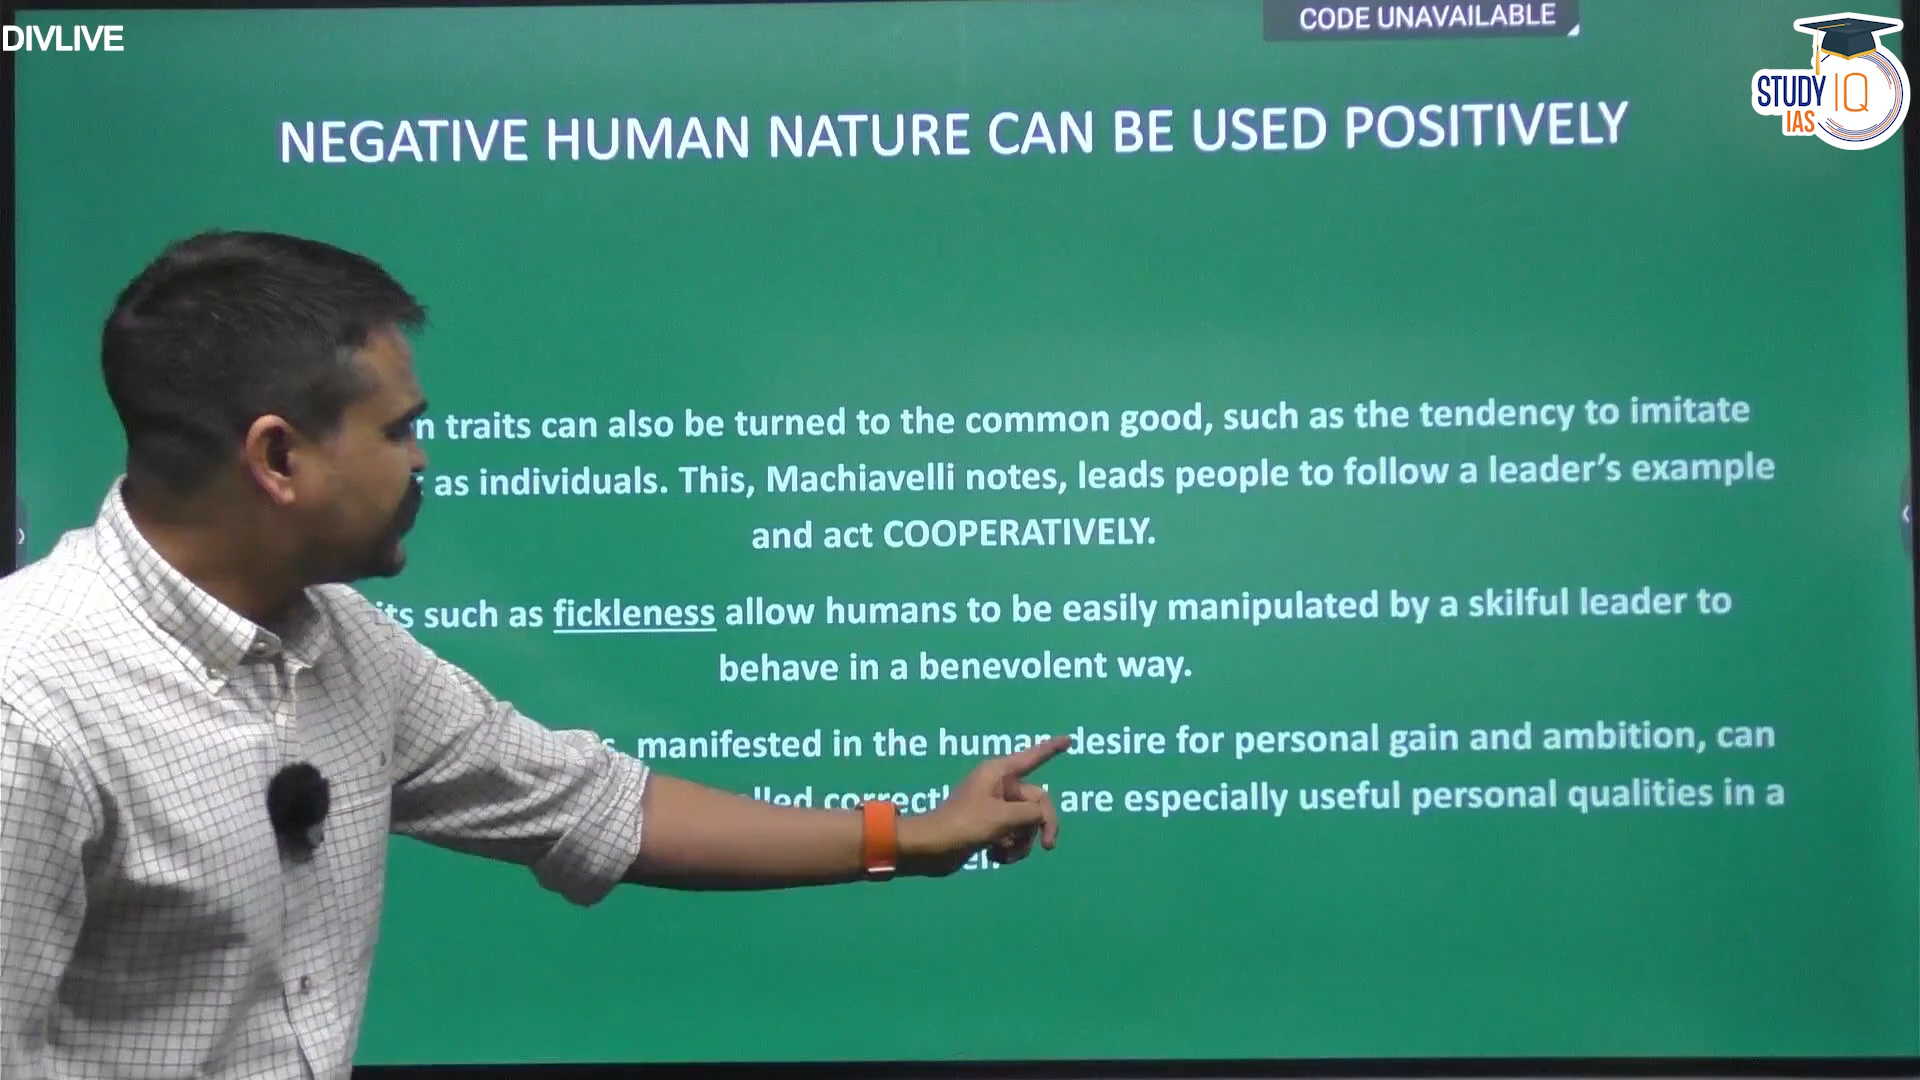 DIVLIVE
CODE UNAVAILABLE
STUDY IQ
IAS
NEGATIVE HUMAN NATURE CAN BE USED POSITIVELY
traits can also be turned to the common good, such as the tendency to imitate
as individuals. This, Machiavelli notes, leads people to follow a leader's example
and act COOPERATIVELY.
such as fickleness allow humans to be easily manipulated by a skilful leader to
behave in a benevolent way.
manifested in the human desire for personal gain and ambition, can
are especially useful personal qualities in a